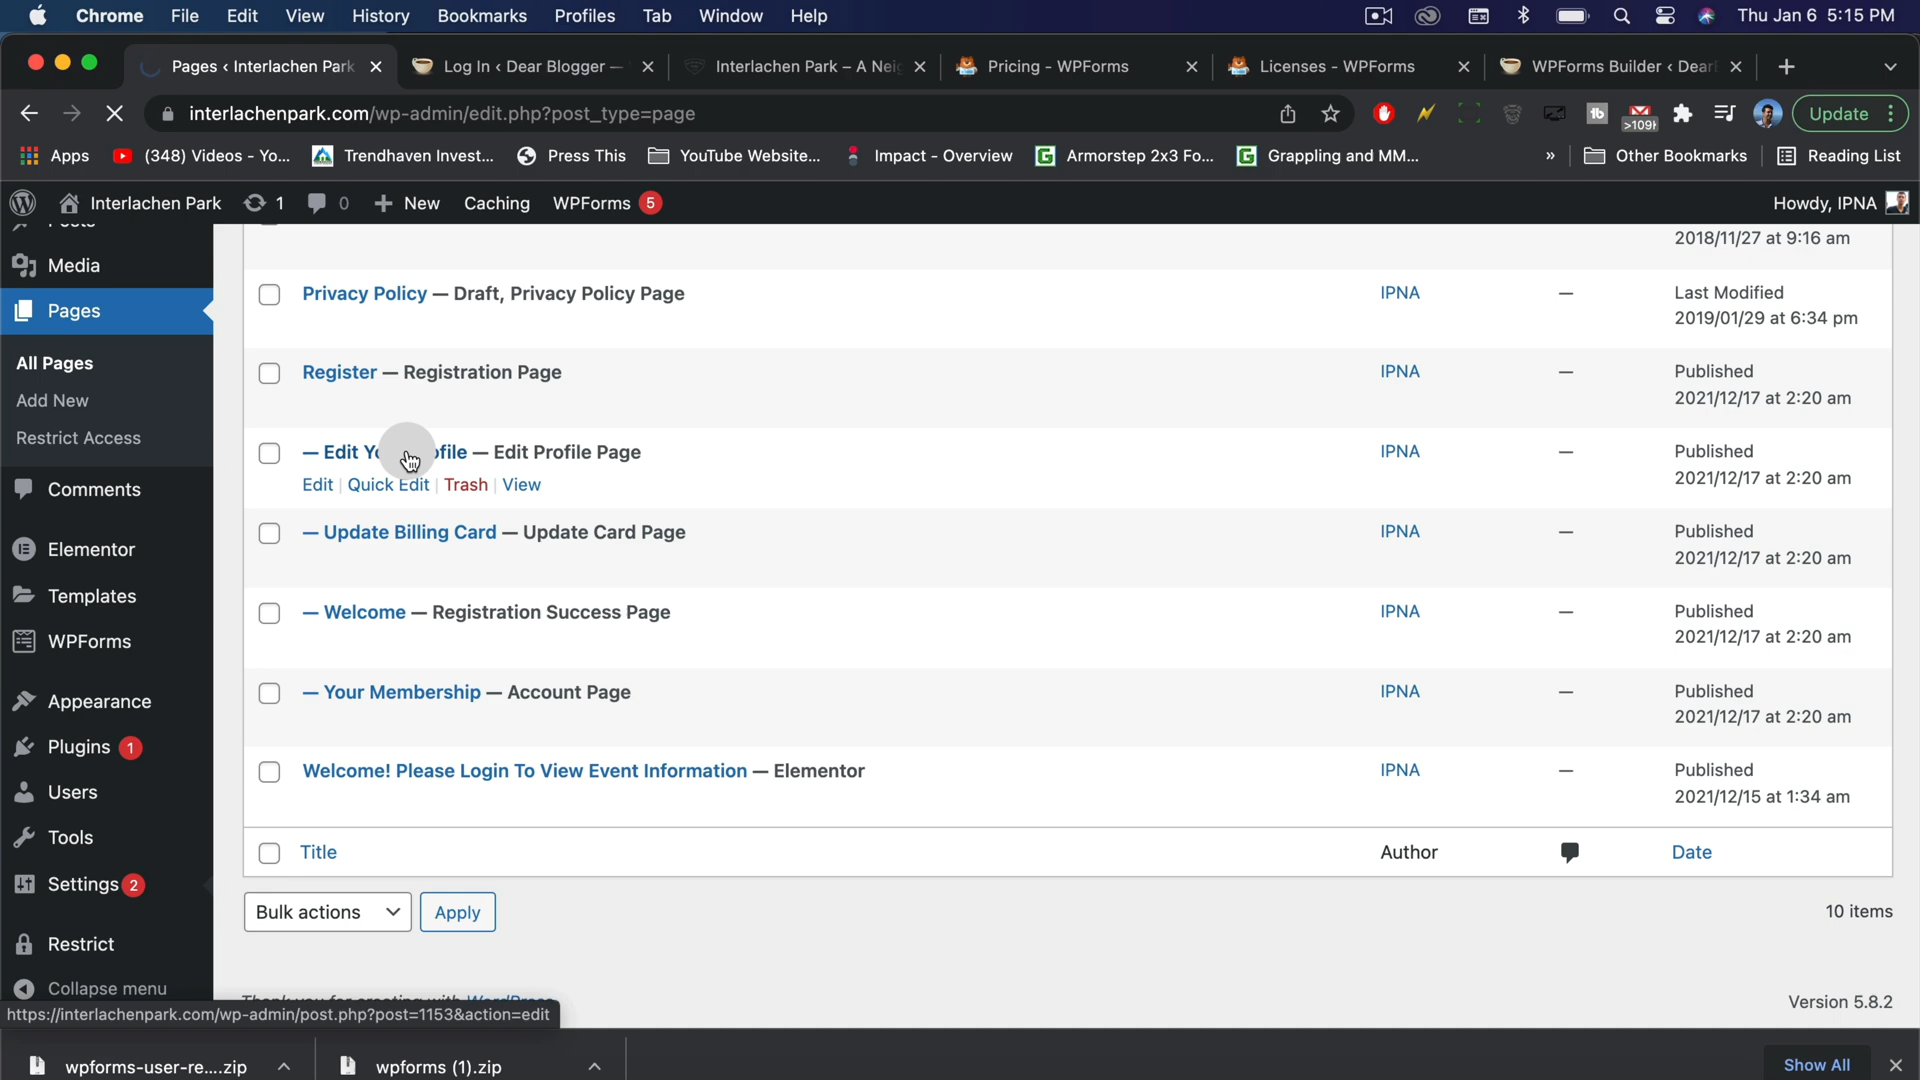 Chrome File Edit View History Bookmarks Profiles Tab Window Help Thu Jan 6 5:15 PM
Pages ‹ Interlachen Park Log In ‹ Dear Blogger — Interlachen Park – A Neig Pricing - WPForms Licenses - WPForms WPForms Builder ‹ Dear
interlachenpark.com/wp-admin/edit.php?post_type=page >109 Update
Apps (348) Videos - Yo... Trendhaven Invest... Press This YouTube Website... Impact - Overview Armorstep 2x3 Fo... Grappling and MM... » Other Bookmarks Reading List
Interlachen Park 1 0 New Caching WPForms 5 Howdy, IPNA
Posts
2018/11/27 at 9:16 am
Media
Privacy Policy — Draft, Privacy Policy Page IPNA — Last Modified
2019/01/29 at 6:34 pm
Pages
All Pages
Register — Registration Page IPNA — Published
2021/12/17 at 2:20 am
Add New
Restrict Access
— Edit Profile — Edit Profile Page IPNA — Published
2021/12/17 at 2:20 am
Edit | Quick Edit | Trash | View
Comments
— Update Billing Card — Update Card Page IPNA — Published
2021/12/17 at 2:20 am
Elementor
Templates
— Welcome — Registration Success Page IPNA — Published
2021/12/17 at 2:20 am
WPForms
— Your Membership — Account Page IPNA — Published
2021/12/17 at 2:20 am
Appearance
Plugins 1
Welcome! Please Login To View Event Information — Elementor IPNA — Published
2021/12/15 at 1:34 am
Users
Tools
Title Author Date
Settings 2
Bulk actions Apply 10 items
Restrict
Collapse menu
Thank you for creating with WordPress. Version 5.8.2
https://interlachenpark.com/wp-admin/post.php?post=1153&action=edit
wpforms-user-re....zip wpforms (1).zip Show All